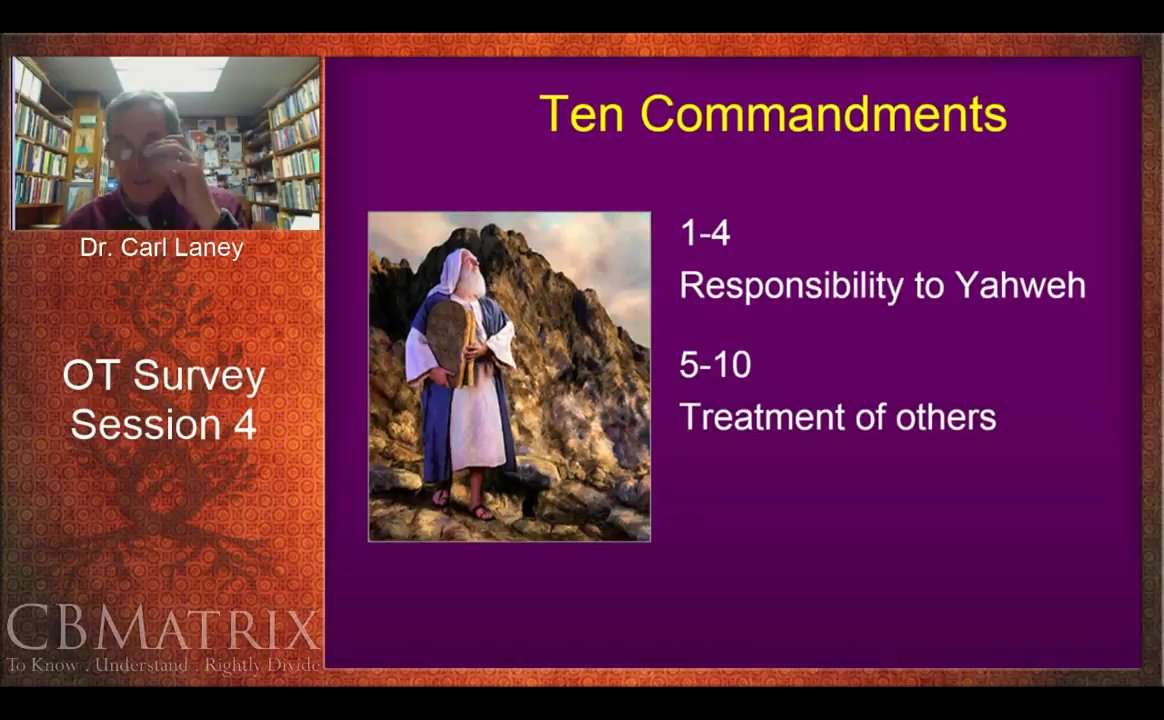 Ten Commandments
Dr. Carl Laney
1-4
Responsibility to Yahweh
5-10
Treatment of others
OT Survey
Session 4
CBMATRIX
To Know . Understand . Rightly Divide